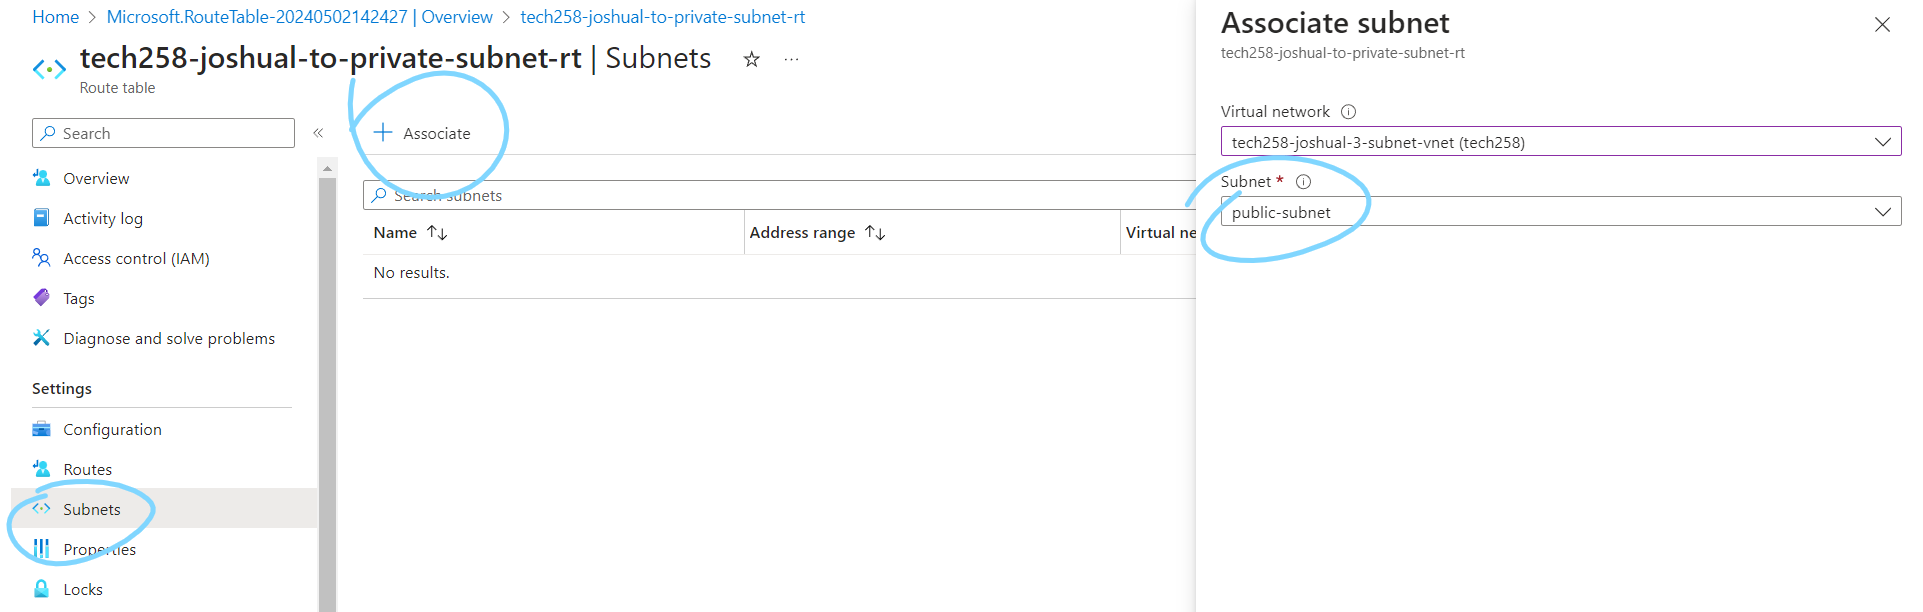 Home > Microsoft.RouteTable-20240502142427 | Overview > tech258-joshual-to-private-subnet-rt
tech258-joshual-to-private-subnet-rt | Subnets ☆ ...
Route table
Search
«
Overview
Activity log
Access control (IAM)
Tags
Diagnose and solve problems
Settings
Configuration
Routes
Subnets
Properties
Locks
+ Associate
Search subnets
Name ↑↓ Address range ↑↓ Virtual ne
No results.
Associate subnet
tech258-joshual-to-private-subnet-rt
Virtual network
tech258-joshual-3-subnet-vnet (tech258)
Subnet *
public-subnet